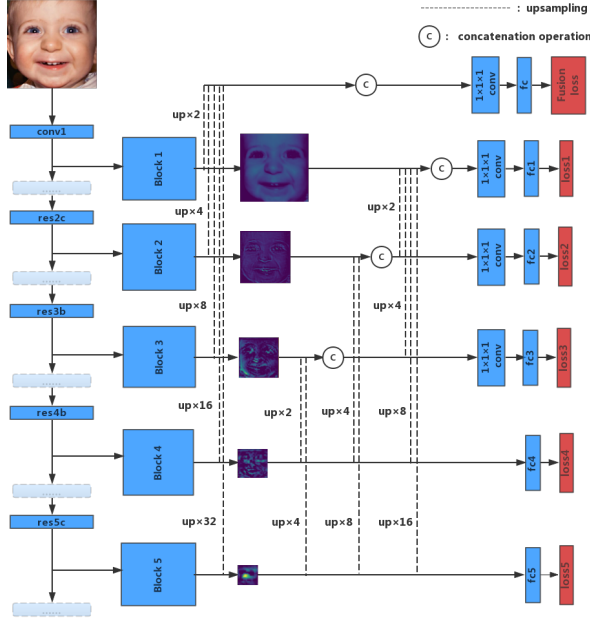 : upsampling
C : concatenation operation
C
1×1×1 conv
fc
Fusion loss
up×2
conv1
Block 1
C
1×1×1 conv
fc1
loss1
......
res2c
up×4
up×2
Block 2
C
1×1×1 conv
fc2
loss2
......
res3b
up×8
up×4
Block 3
C
1×1×1 conv
fc3
loss3
......
res4b
up×16
up×2
up×4
up×8
Block 4
fc4
loss4
......
res5c
up×32
up×4
up×8
up×16
Block 5
fc5
loss5
......